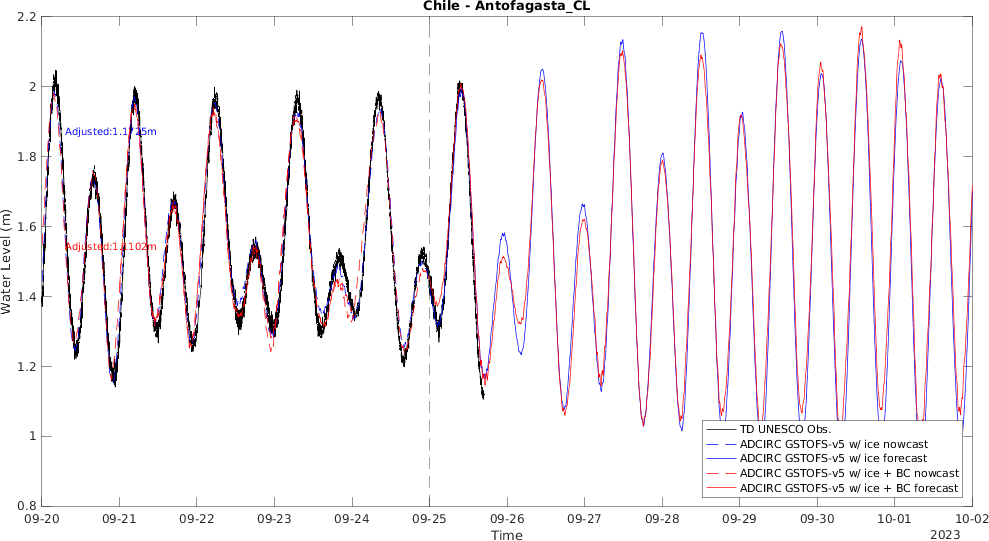 Chile - Antofagasta_CL
Water Level (m)
2.2
2
1.8
1.6
1.4
1.2
1
0.8
Adjusted:1.1725m
Adjusted:1.1102m
TD UNESCO Obs.
ADCIRC GSTOFS-v5 w/ ice nowcast
ADCIRC GSTOFS-v5 w/ ice forecast
ADCIRC GSTOFS-v5 w/ ice + BC nowcast
ADCIRC GSTOFS-v5 w/ ice + BC forecast
09-20 09-21 09-22 09-23 09-24 09-25 09-26 09-27 09-28 09-29 09-30 10-01 10-02
Time
2023